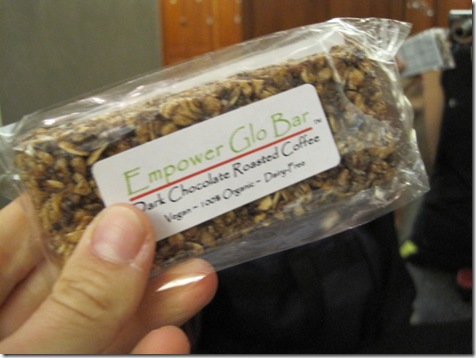 Empower Glo Bar™
Dark Chocolate Roasted Coffee
Vegan ~ 100% Organic ~ Dairy-Free